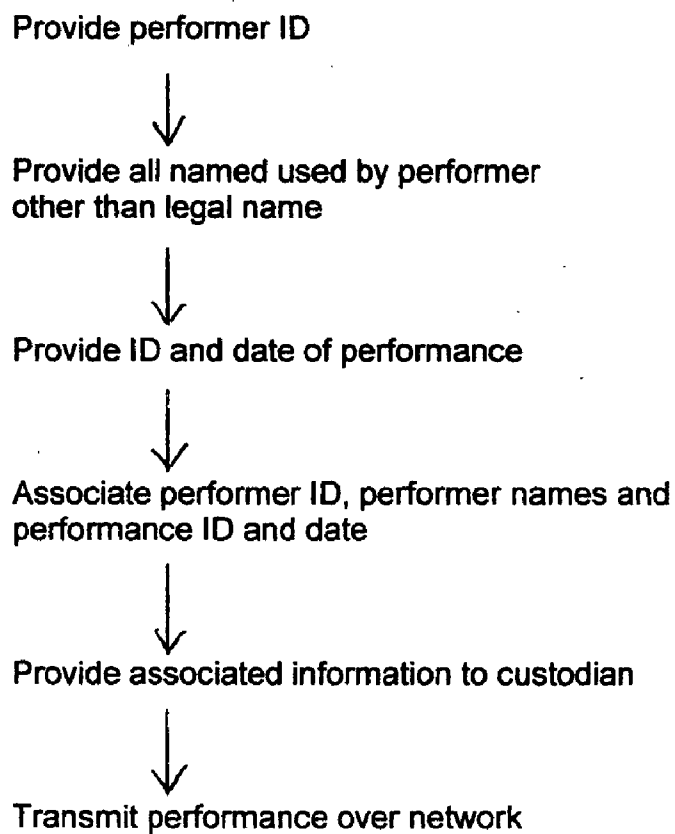 Provide performer ID
Provide all named used by performer
other than legal name
Provide ID and date of performance
Associate performer ID, performer names and
performance ID and date
Provide associated information to custodian
Transmit performance over network